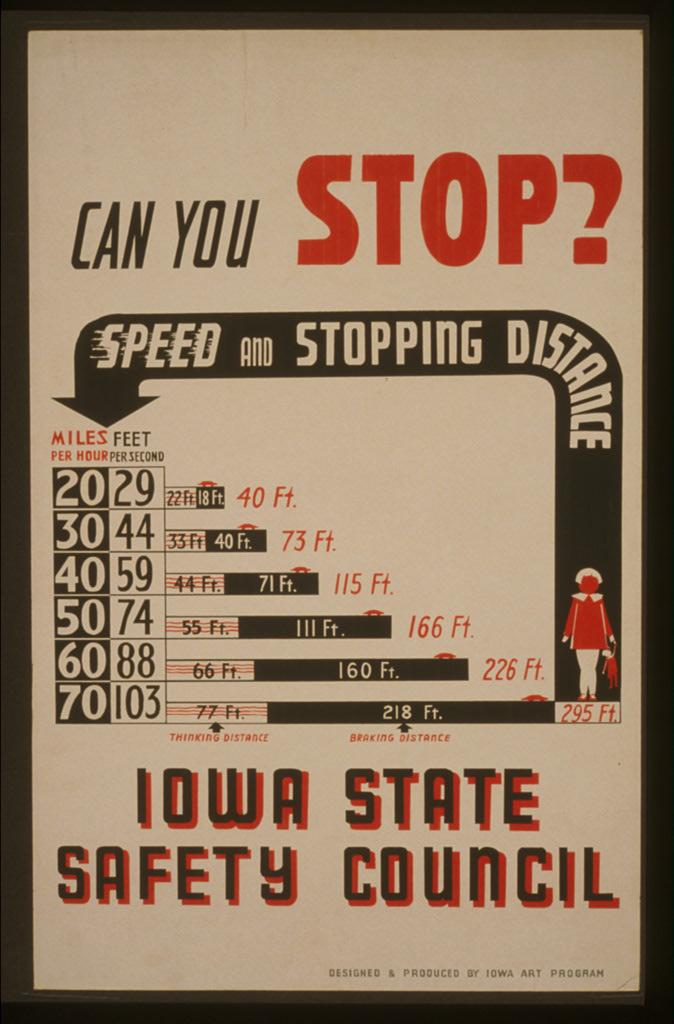 CAN YOU STOP?
SPEED AND STOPPING DISTANCE
MILES PER HOUR FEET PER SECOND
20 29 22 Ft. 18 Ft. 40 Ft.
30 44 33 Ft 40 Ft. 73 Ft.
40 59 44 Ft. 71 Ft. 115 Ft.
50 74 55 Ft. 111 Ft. 166 Ft.
60 88 66 Ft. 160 Ft. 226 Ft.
70 103 77 Ft. 218 Ft. 295 Ft.
THINKING DISTANCE BRAKING DISTANCE
IOWA STATE
SAFETY COUNCIL
DESIGNED & PRODUCED BY IOWA ART PROGRAM